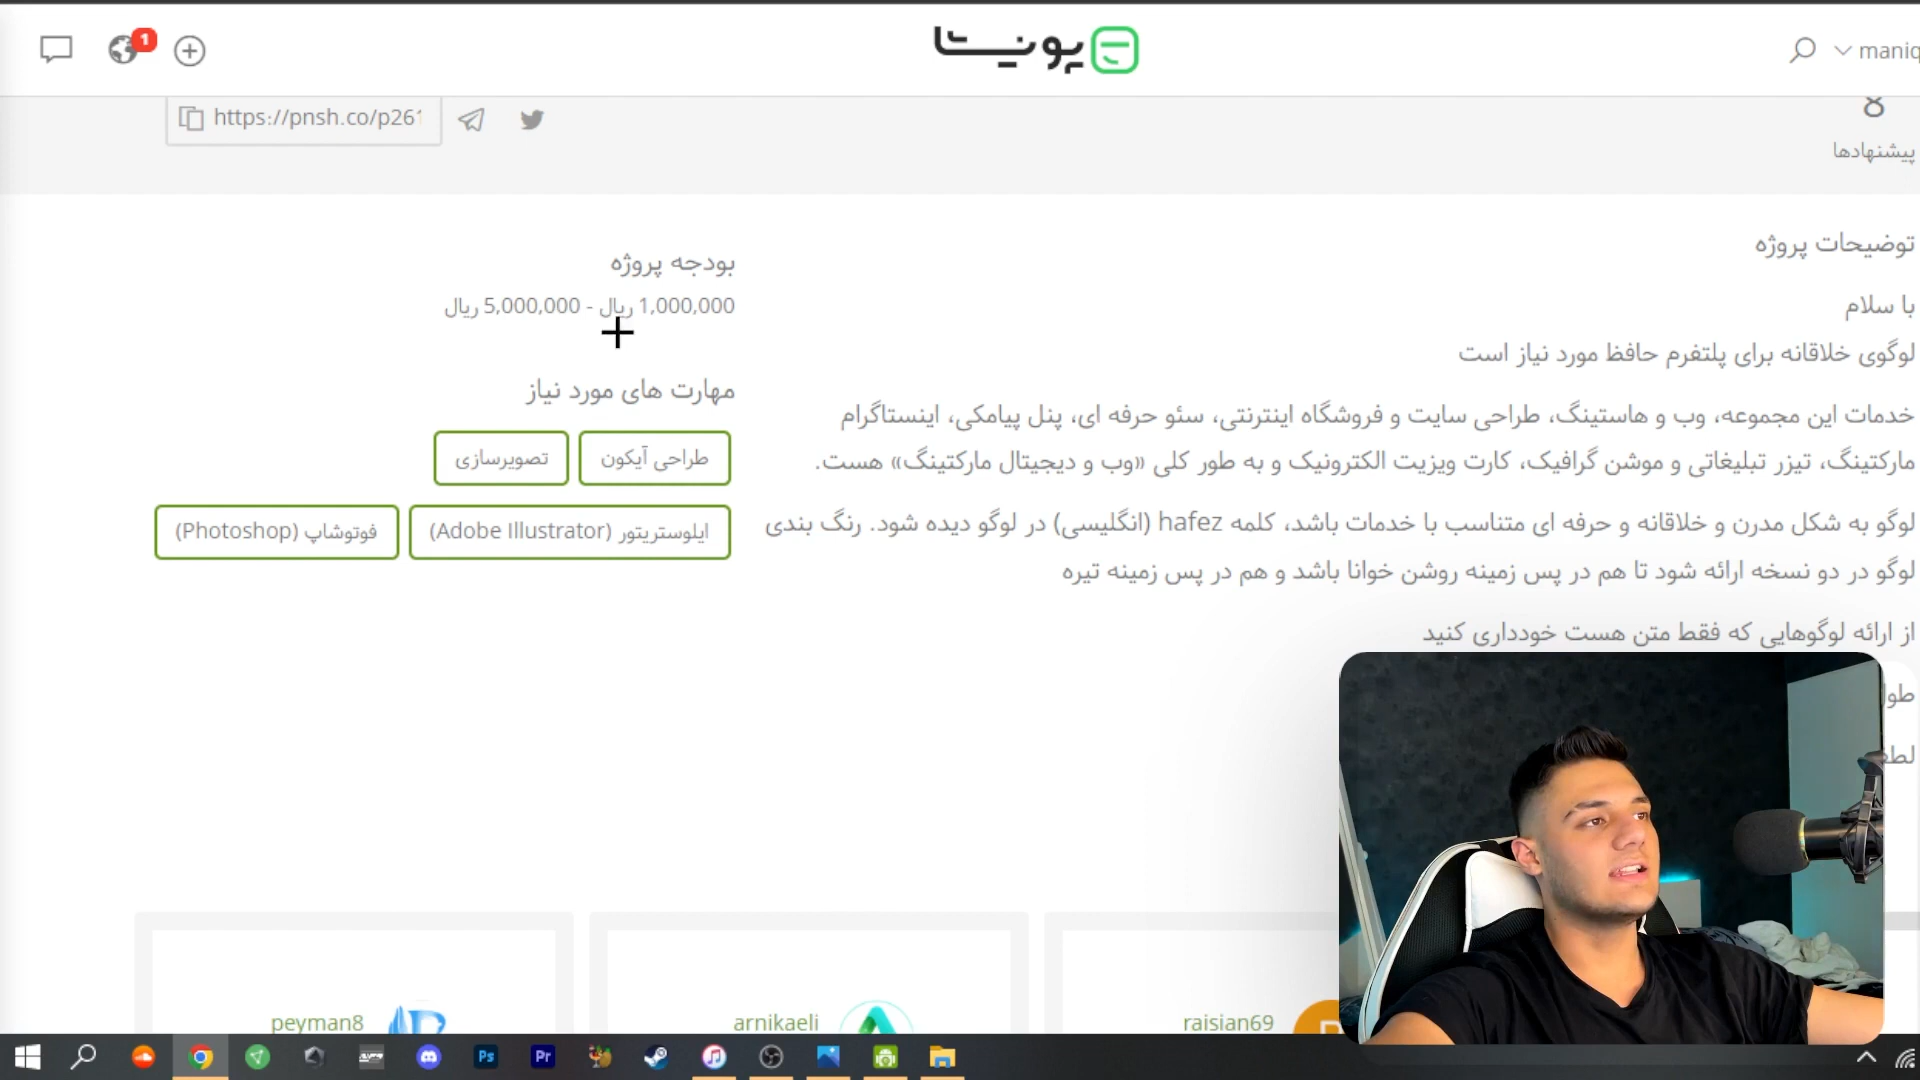 1
پونیشا
maniq
https://pnsh.co/p261
8
پیشنهادها
توضیحات پروژه
با سلام
لوگوی خلاقانه برای پلتفرم حافظ مورد نیاز است
خدمات این مجموعه، وب و هاستینگ، طراحی سایت و فروشگاه اینترنتی، سئو حرفه ای، پنل پیامکی، اینستاگرام
مارکتینگ، تیزر تبلیغاتی و موشن گرافیک، کارت ویزیت الکترونیک و به طور کلی «وب و دیجیتال مارکتینگ» هست.
لوگو به شکل مدرن و خلاقانه و حرفه ای متناسب با خدمات باشد، کلمه hafez (انگلیسی) در لوگو دیده شود. رنگ بندی
لوگو در دو نسخه ارائه شود تا هم در پس زمینه روشن خوانا باشد و هم در پس زمینه تیره
از ارائه لوگوهایی که فقط متن هست خودداری کنید
بودجه پروژه
1,000,000 ریال - 5,000,000 ریال
مهارت های مورد نیاز
طراحی آیکون
تصویرسازی
ایلوستریتور (Adobe Illustrator)
فوتوشاپ (Photoshop)
raisian69
arnikaeli
peyman8
Ps
Pr